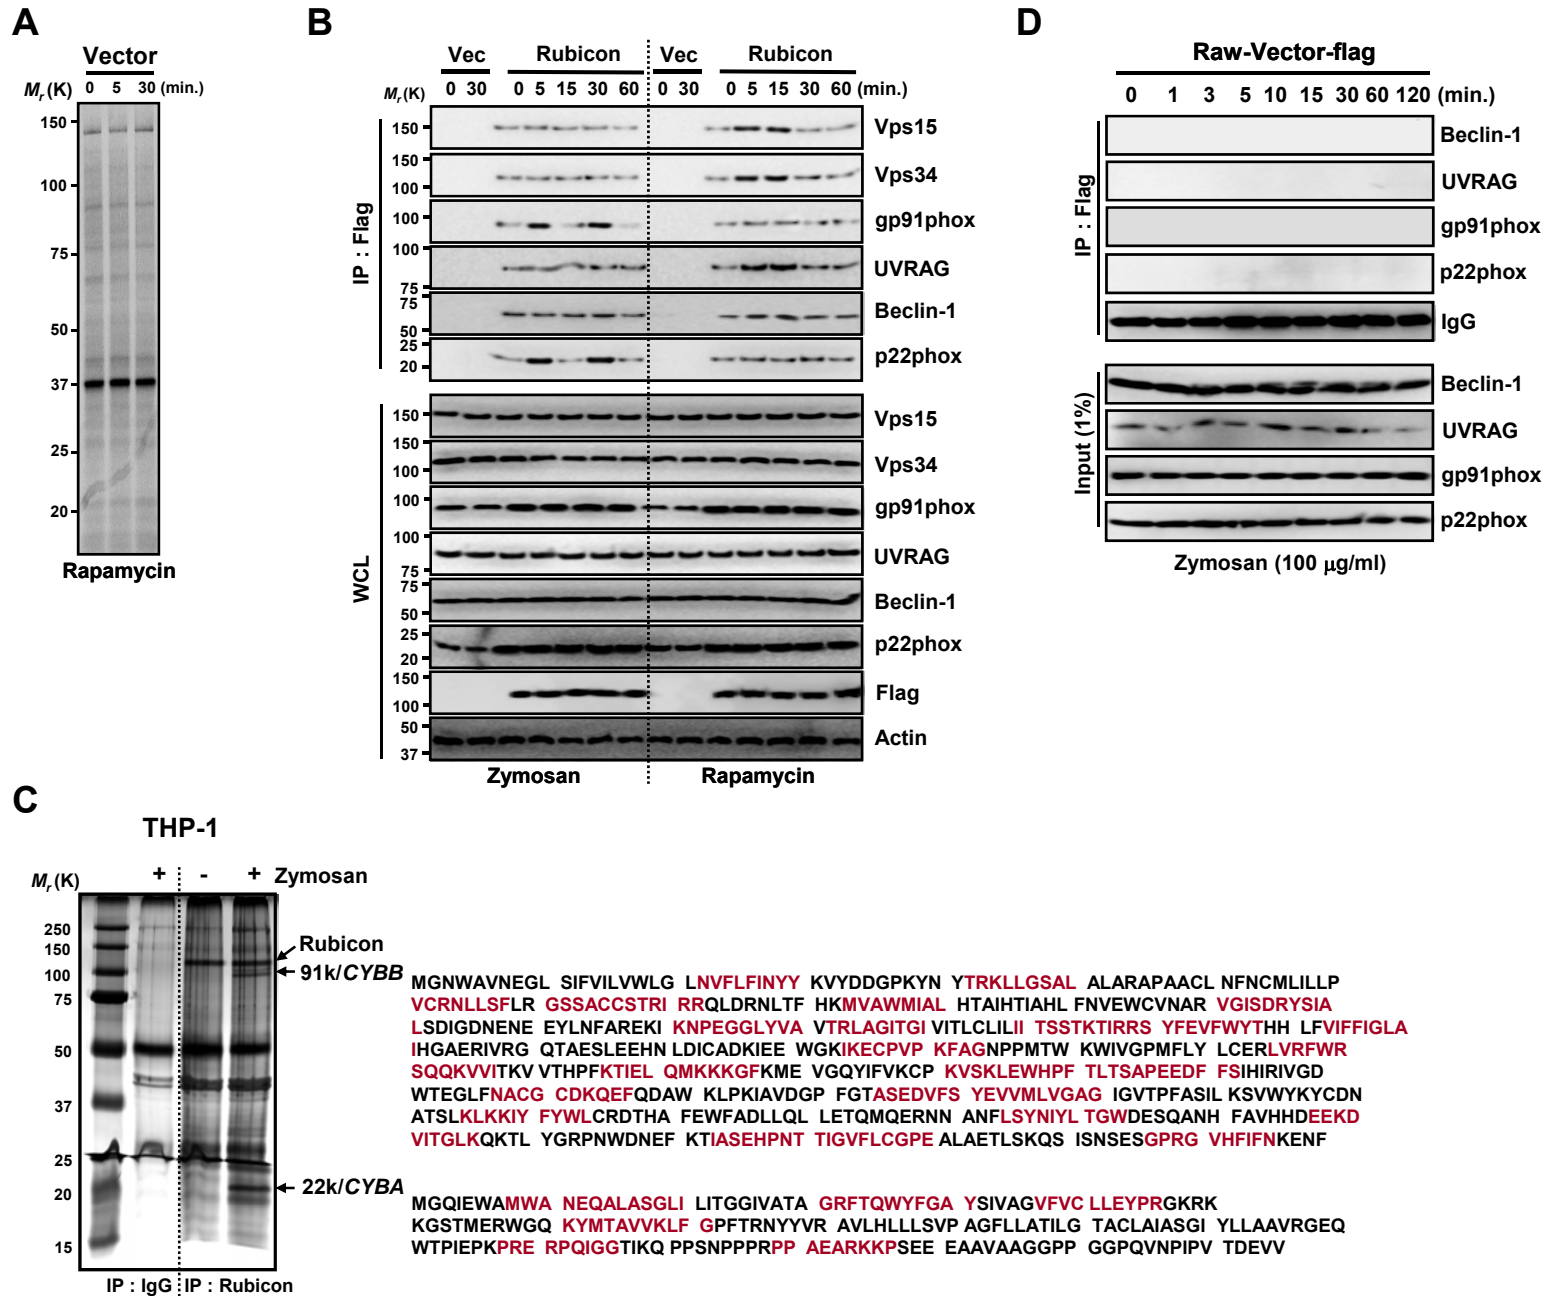 A
Vector
Mr (K) 0 5 30 (min.)
150
100
75
50
37
25
20
Rapamycin
B
Vec Rubicon Vec Rubicon
Mr (K) 0 30 0 5 15 30 60 0 30 0 5 15 30 60 (min.)
IP : Flag
150 Vps15
150
100 Vps34
100 gp91phox
100
75 UVRAG
75
50 Beclin-1
25
20 p22phox
WCL
150 Vps15
150
100 Vps34
100 gp91phox
100
75 UVRAG
75
50 Beclin-1
25
20 p22phox
150
100 Flag
50
37 Actin
Zymosan Rapamycin
D
Raw-Vector-flag
0 1 3 5 10 15 30 60 120 (min.)
IP : Flag
Beclin-1
UVRAG
gp91phox
p22phox
IgG
Input (1%)
Beclin-1
UVRAG
gp91phox
p22phox
Zymosan (100 μg/ml)
C
THP-1
Mr (K) + - + Zymosan
250
150
100
75
50
37
25
20
15
Rubicon
91k/CYBB
22k/CYBA
IP : IgG IP : Rubicon
MGNWAVNEGL SIFVILVWLG LNVFLFINYY KVYDDGPKYN YTRKLLGSAL ALARAPAACL NFNCMLILLP
VCRNLLSFLR GSSACCSTRI RRQLDRNLTF HKMVAWMIAL HTAIHTIAHL FNVEWCVNAR VGISDRYSIA
LSDIGDNENE EYLNFAREKI KNPEGGLYVA VTRLAGITGI VITLCLILII TSSTKTIRRS YFEVFWYTHH LFVIFFIGLA
IHGAERIVRG QTAESLEEHN LDICADKIEE WGKIKECPVP KFAGNPPMTW KWIVGPMFLY LCERLVRFWR
SQQKVVITKV VTHPFKTIEL QMKKKGFKME VGQYIFVKCP KVSKLEWHPF TLTSAPEEDF FSIHIRIVGD
WTEGLFNACG CDKQEFQDAW KLPKIAVDGP FGTASEDVFS YEVVMLVGAG IGVTPFASIL KSVWYKYCDN
ATSLKLKKIY FYWLCRDTHA FEWFADLLQL LETQMQERNN ANFLSYNIYL TGWDESQANH FAVHHDEEKD
VITGLKQKTL YGRPNWDNEF KTIASEHPNT TIGVFLCGPE ALAETLSKQS ISNSESGPRG VHFIFNKENF
MGQIEWAMWA NEQALASGLI LITGGIVATA GRFTQWYFGA YSIVAGVFVC LLEYPRGKRK
KGSTMERWGQ KYMTAVVKLF GPFTRNYYVR AVLHLLLSVP AGFLLATILG TACLAIASGI YLLAAVRGEQ
WTPIEPKPRE RPQIGGTIKQ PPSNPPPRPP AEARKKPSEE EAAVAAGGPP GGPQVNPIPV TDEVV